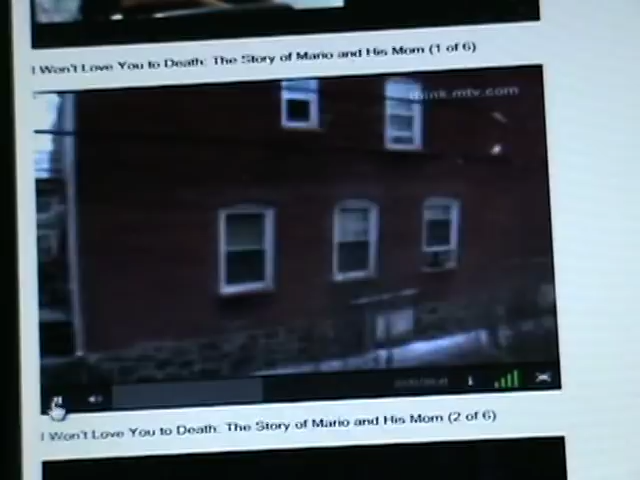 I Won't Love You to Death: The Story of Mario and His Mom (1 of 6)
think.mtv.com
I Won't Love You to Death: The Story of Mario and His Mom (2 of 6)